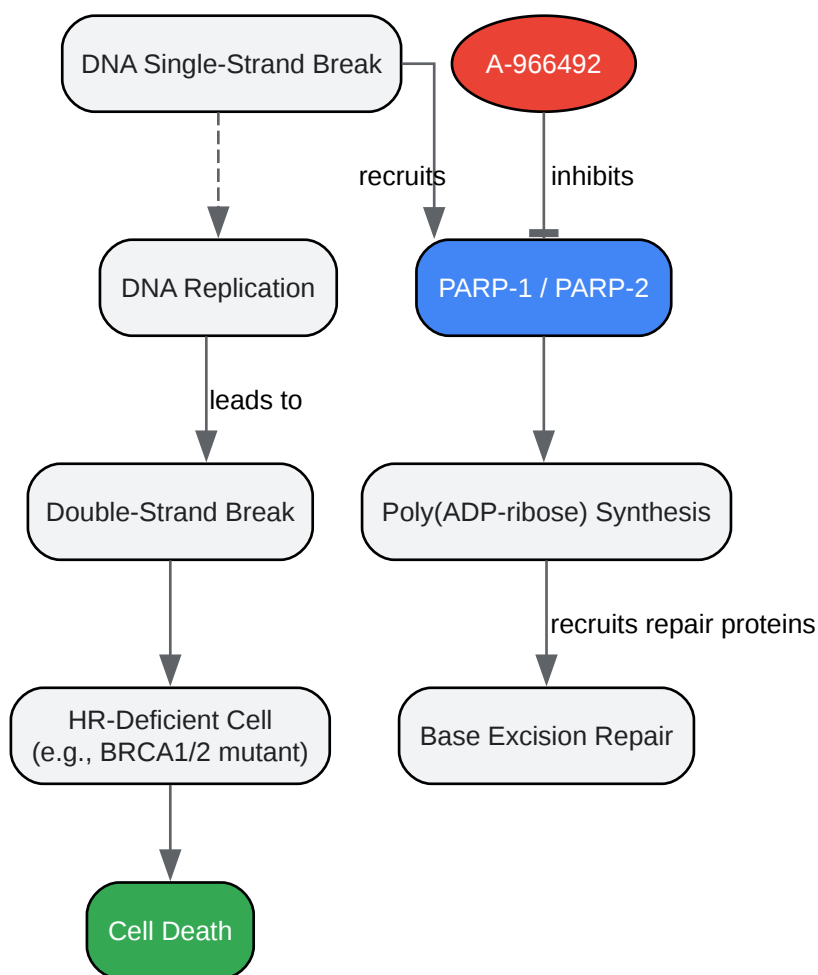 DNA Single-Strand Break
A-966492
recruits
inhibits
DNA Replication
PARP-1 / PARP-2
leads to
Double-Strand Break
Poly(ADP-ribose) Synthesis
recruits repair proteins
HR-Deficient Cell
(e.g., BRCA1/2 mutant)
Base Excision Repair
Cell Death